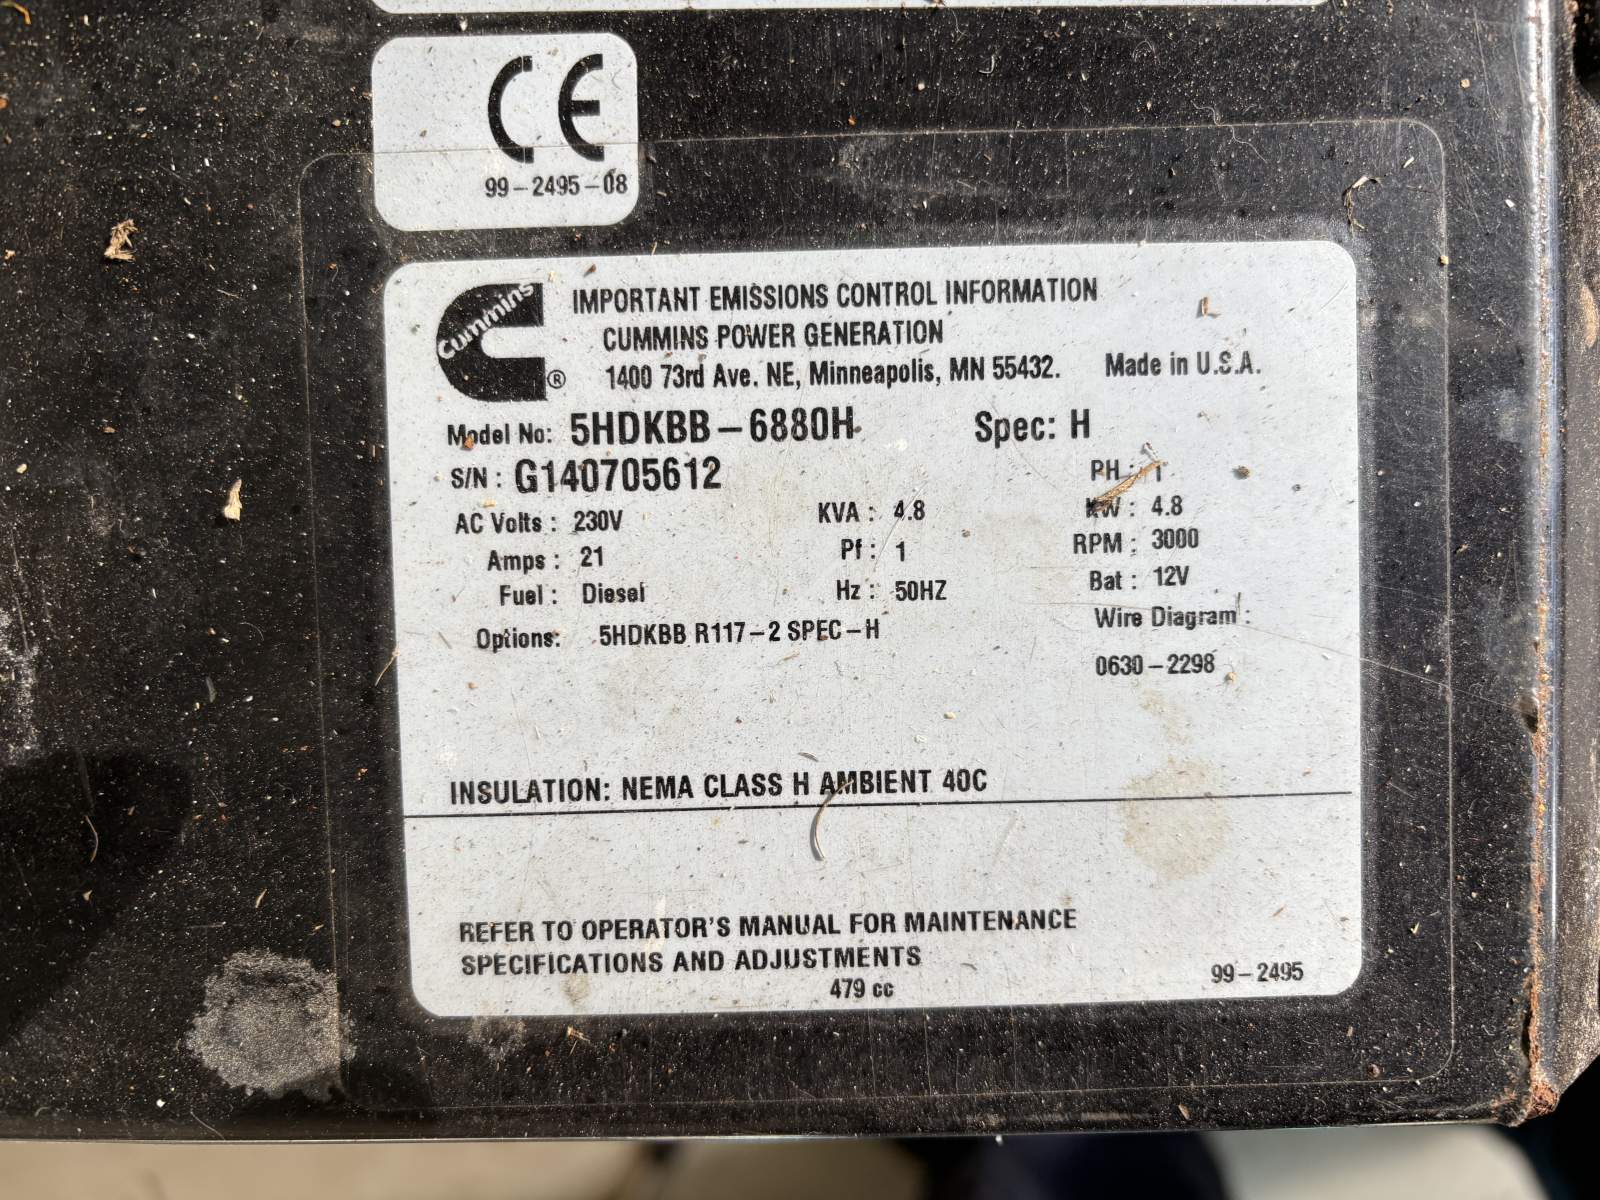 CE
99-2495-08
Cummins ®
IMPORTANT EMISSIONS CONTROL INFORMATION
CUMMINS POWER GENERATION
1400 73rd Ave. NE, Minneapolis, MN 55432. Made in U.S.A.
Model No: 5HDKBB-6880H Spec: H
S/N: G140705612 PH: 1
AC Volts: 230V KVA: 4.8 KW: 4.8
Amps: 21 Pf: 1 RPM: 3000
Fuel: Diesel Hz: 50HZ Bat: 12V
Options: 5HDKBB R117-2 SPEC-H Wire Diagram:
0630-2298
INSULATION: NEMA CLASS H AMBIENT 40C
REFER TO OPERATOR'S MANUAL FOR MAINTENANCE
SPECIFICATIONS AND ADJUSTMENTS
479 cc 99-2495